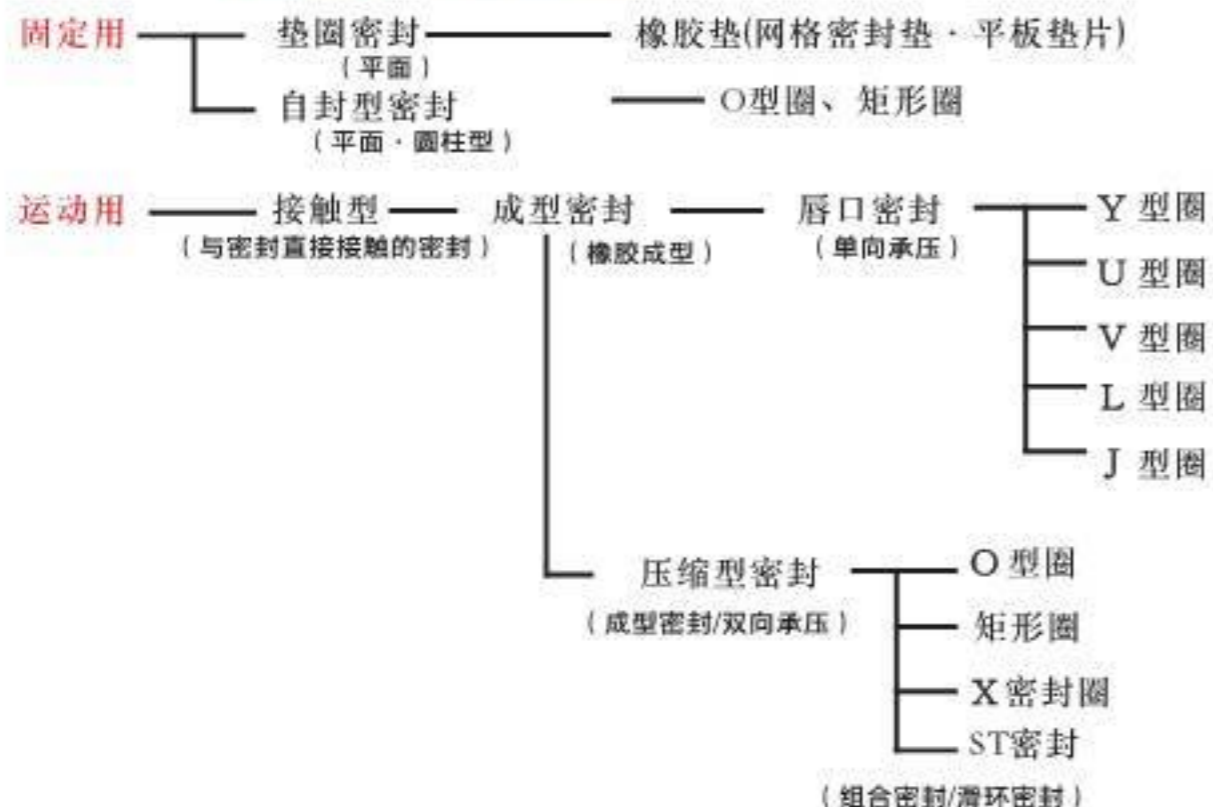 固定用 垫圈密封 橡胶垫(网格密封垫·平板垫片)
(平面)
自封型密封 O型圈、矩形圈
(平面·圆柱型)
运动用 接触型 成型密封 唇口密封 Y 型圈
(与密封直接接触的密封) (橡胶成型) (单向承压)
U 型圈
V 型圈
L 型圈
J 型圈
压缩型密封 O 型圈
(成型密封/双向承压) 矩形圈
X密封圈
ST密封
(组合密封/滑环密封)